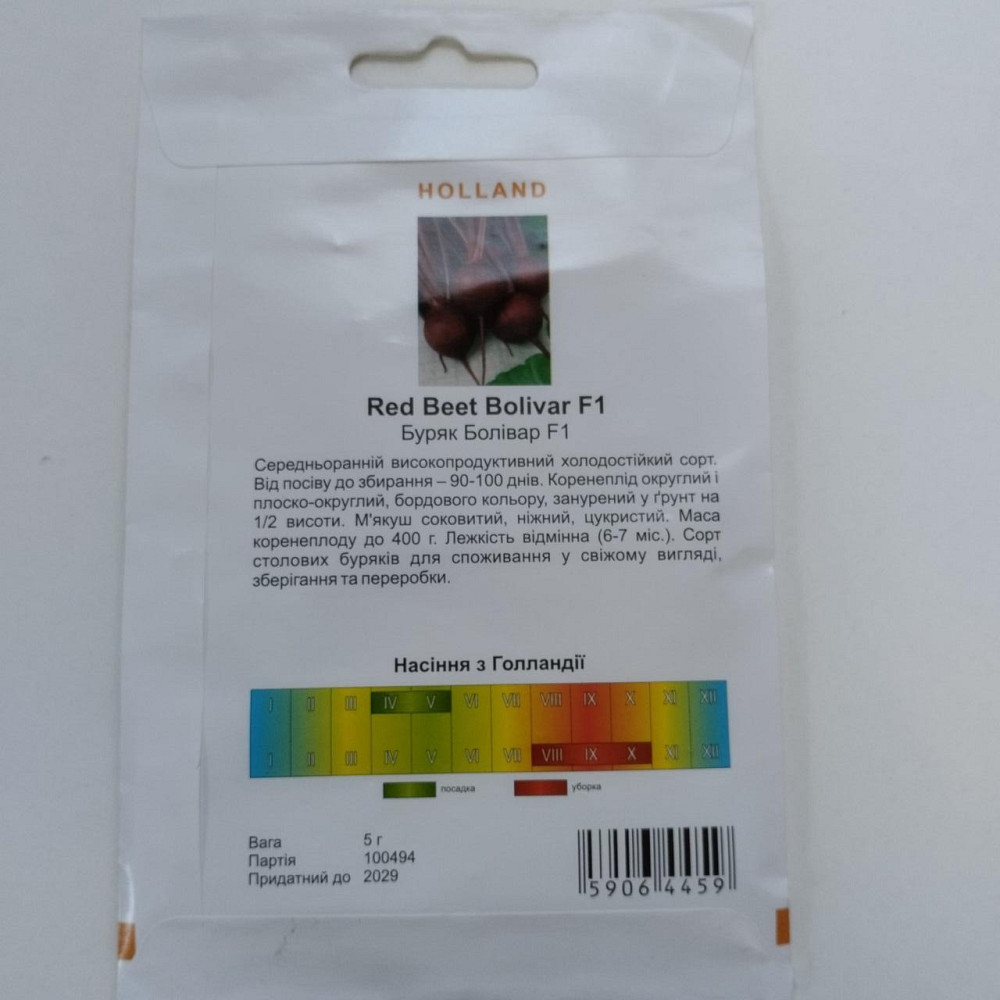 HOLLAND
Red Beet Bolivar F1
Буряк Болівар F1
Середньоранній високопродуктивний холодостійкий сорт.
Від посіву до збирання – 90-100 днів. Коренеплід округлий і
плоско-округлий, бордового кольору, занурений у ґрунт на
1/2 висоти. М'якуш соковитий, ніжний, цукристий. Маса
коренеплоду до 400 г. Лежкість відмінна (6-7 міс.). Сорт
столових буряків для споживання у свіжому вигляді,
зберігання та переробки.
Насіння з Голландії
I II III IV V VI VII VIII IX X XI XII
I II III IV V VI VII VIII IX X XI XII
посадка уборка
Вага 5 г
Партія 100494
Придатний до 2029
5906 4459